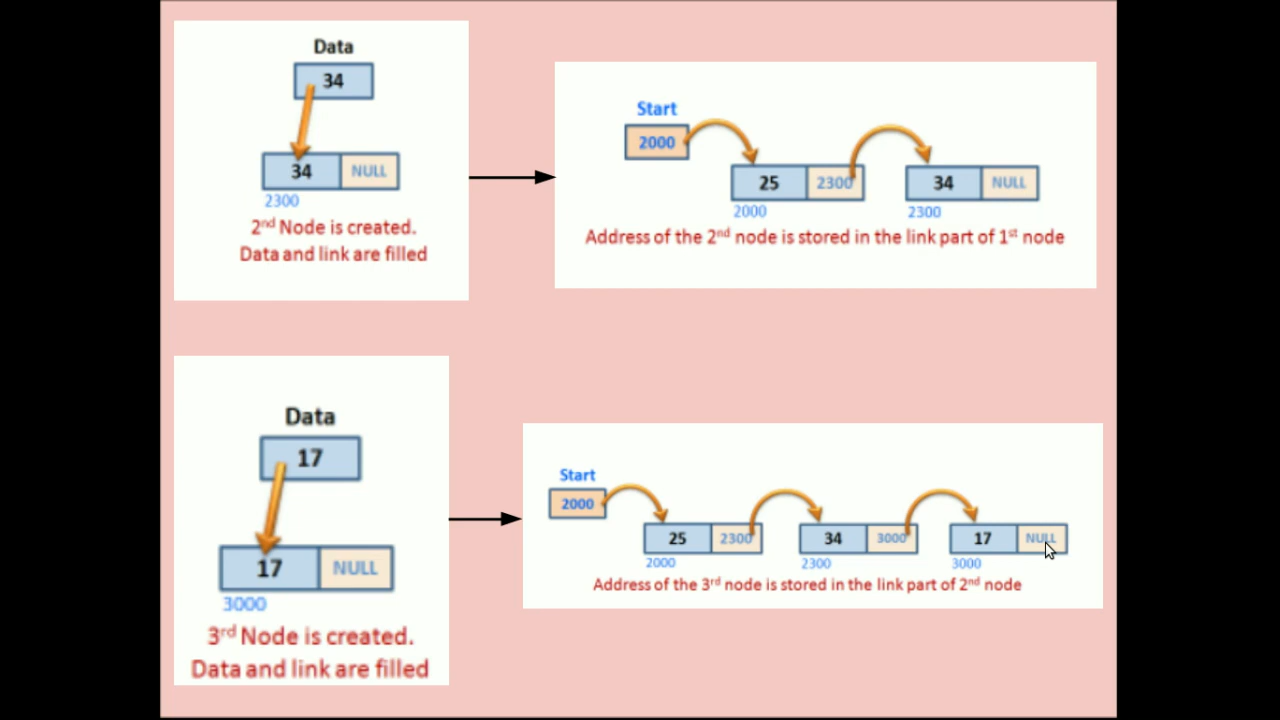 Data
34
34 NULL
2300
2nd Node is created.
Data and link are filled
Start
2000
25 2300 34 NULL
2000 2300
Address of the 2nd node is stored in the link part of 1st node
Data
17
17 NULL
3000
3rd Node is created.
Data and link are filled
Start
2000
25 2300 34 3000 17 NULL
2000 2300 3000
Address of the 3rd node is stored in the link part of 2nd node